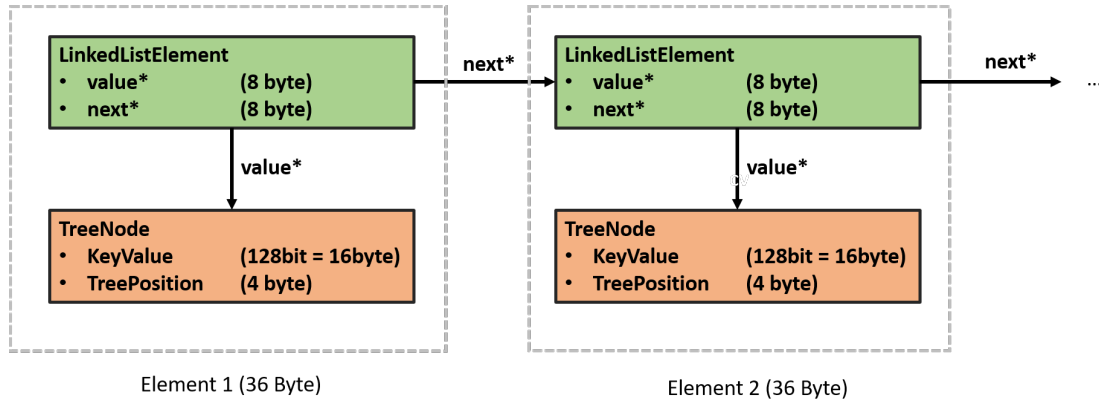 LinkedListElement
• value* (8 byte)
• next* (8 byte)
next*
LinkedListElement
• value* (8 byte)
• next* (8 byte)
next*
...
value*
value*
TreeNode
• KeyValue (128bit = 16byte)
• TreePosition (4 byte)
TreeNode
• KeyValue (128bit = 16byte)
• TreePosition (4 byte)
Element 1 (36 Byte)
Element 2 (36 Byte)